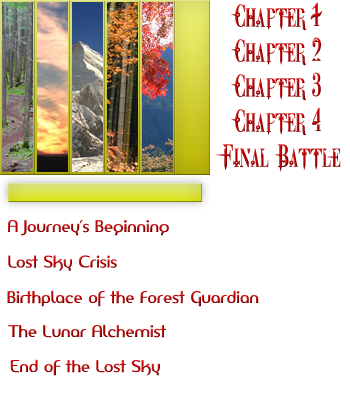 Chapter 1
Chapter 2
Chapter 3
Chapter 4
Final Battle
A Journey's Beginning
Lost Sky Crisis
Birthplace of the Forest Guardian
The Lunar Alchemist
End of the Lost Sky